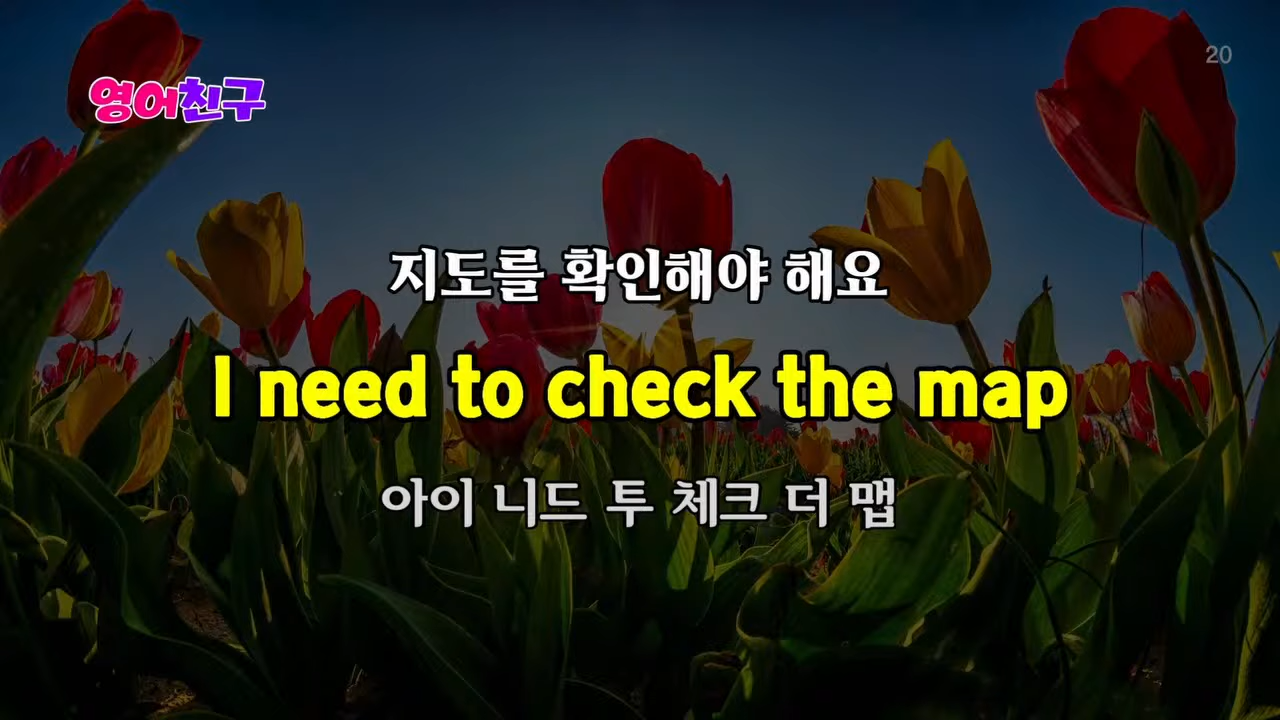 영어친구
20
지도를 확인해야 해요
I need to check the map
아이 니드 투 체크 더 맵